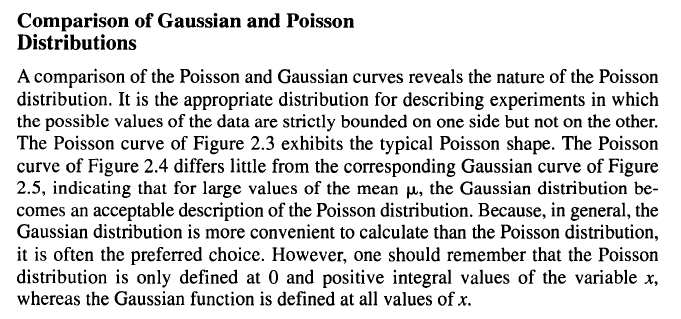 Comparison of Gaussian and Poisson
Distributions
A comparison of the Poisson and Gaussian curves reveals the nature of the Poisson
distribution. It is the appropriate distribution for describing experiments in which
the possible values of the data are strictly bounded on one side but not on the other.
The Poisson curve of Figure 2.3 exhibits the typical Poisson shape. The Poisson
curve of Figure 2.4 differs little from the corresponding Gaussian curve of Figure
2.5, indicating that for large values of the mean μ, the Gaussian distribution be-
comes an acceptable description of the Poisson distribution. Because, in general, the
Gaussian distribution is more convenient to calculate than the Poisson distribution,
it is often the preferred choice. However, one should remember that the Poisson
distribution is only defined at 0 and positive integral values of the variable x,
whereas the Gaussian function is defined at all values of x.